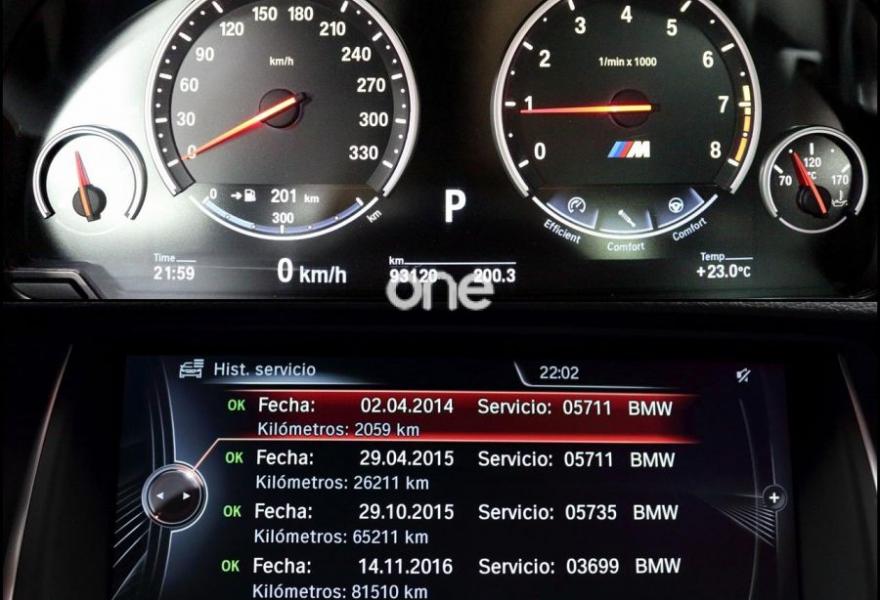 150 180
120 210
90 240
60 270
30 300
0 330
km/h
0 201 km
300 km
Time
21:59
0 km/h
P
km
93120 200.3
3 4 5
2 6
1 7
0 8
1/min x 1000
M
Efficient
Comfort
Comfort
120
70 °C 170
Temp
+23.0°C
one
Hist. servicio 22:02
OK Fecha: 02.04.2014 Servicio: 05711 BMW
Kilómetros: 2059 km
OK Fecha: 29.04.2015 Servicio: 05711 BMW
Kilómetros: 26211 km
OK Fecha: 29.10.2015 Servicio: 05735 BMW
Kilómetros: 65211 km
OK Fecha: 14.11.2016 Servicio: 03699 BMW
Kilómetros: 81510 km
+